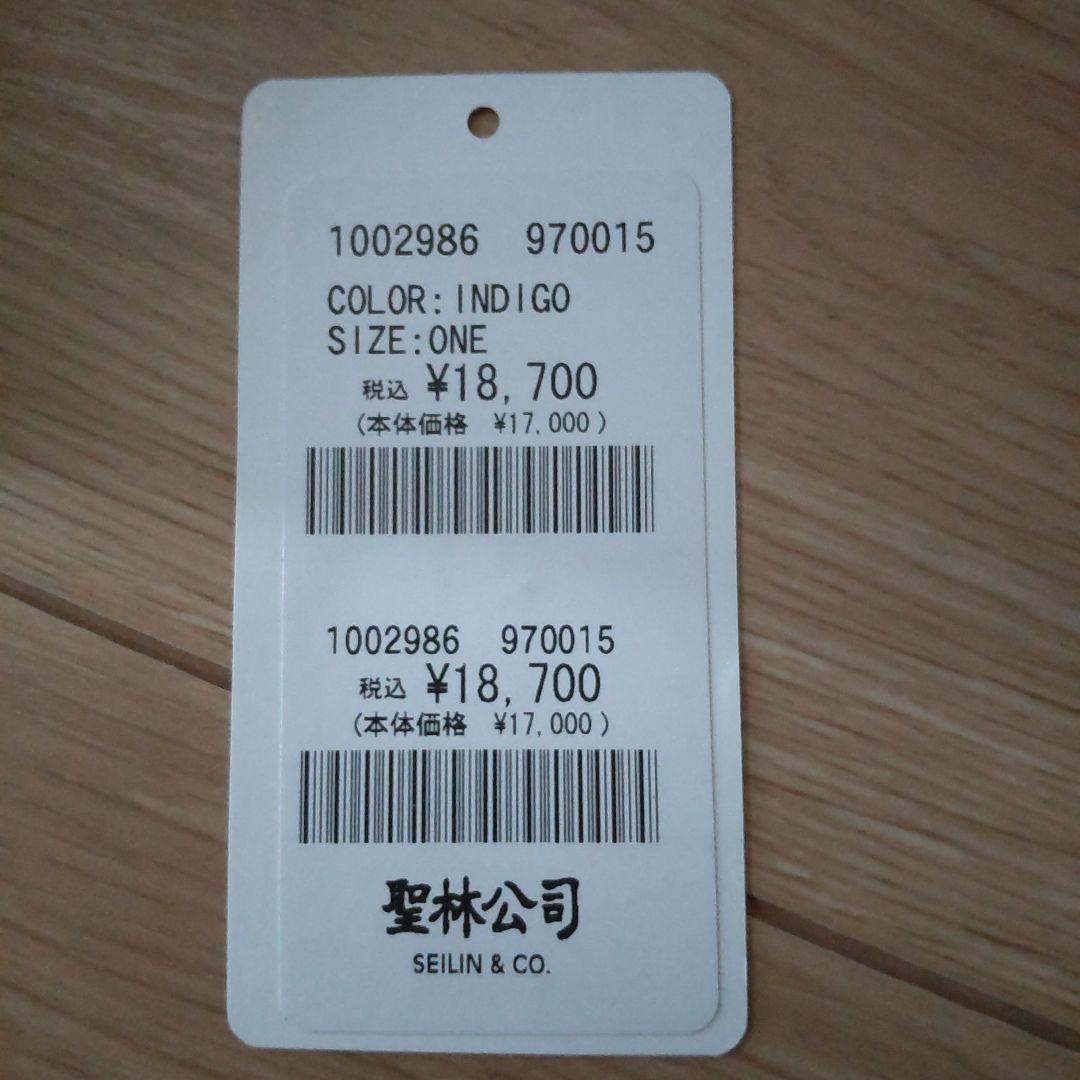 1002986 970015
COLOR:INDIGO
SIZE:ONE
税込 ¥18,700
(本体価格 ¥17,000)
1002986 970015
税込 ¥18,700
(本体価格 ¥17,000)
聖林公司
SEILIN & CO.